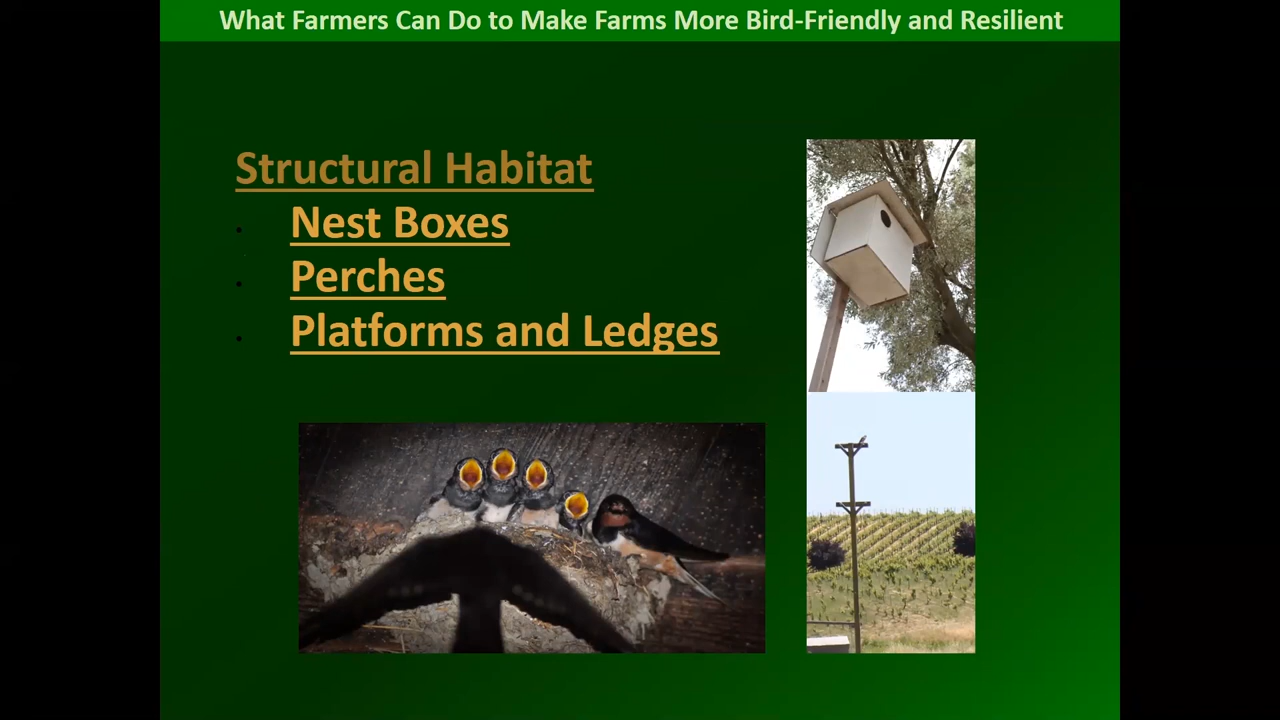 What Farmers Can Do to Make Farms More Bird-Friendly and Resilient
Structural Habitat
Nest Boxes
Perches
Platforms and Ledges